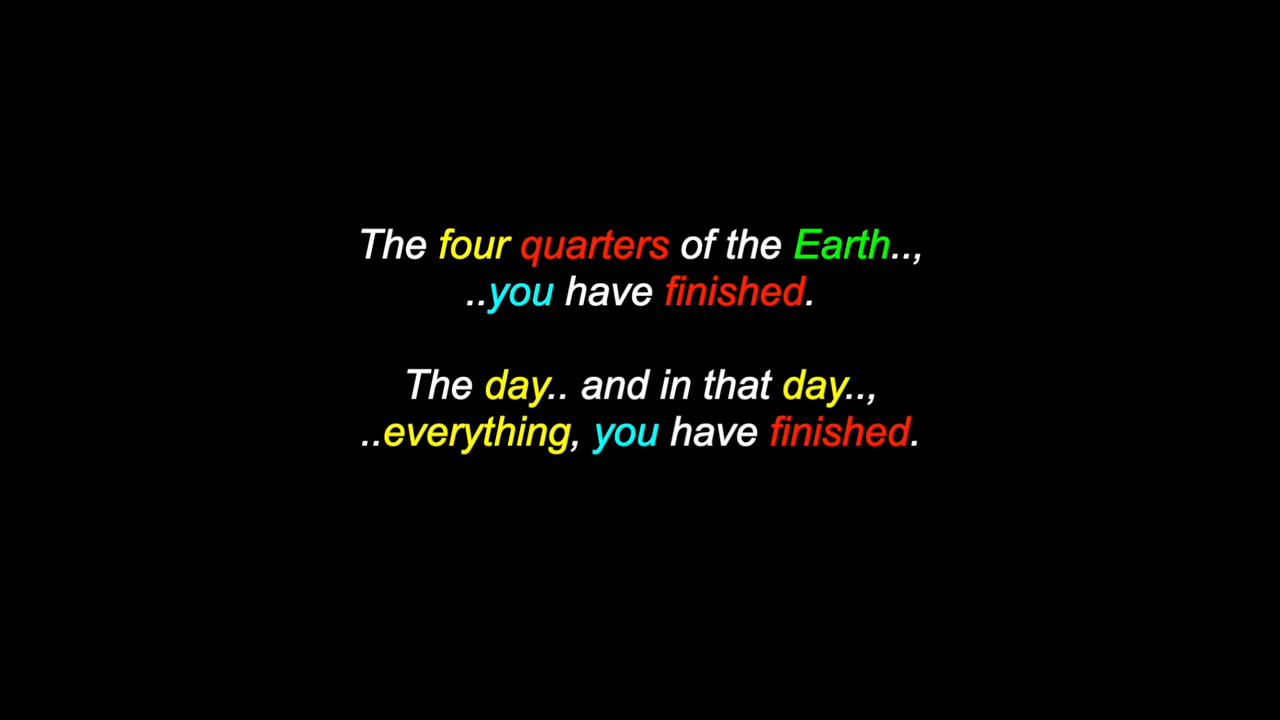 The four quarters of the Earth..,
..you have finished.
The day.. and in that day..,
..everything, you have finished.